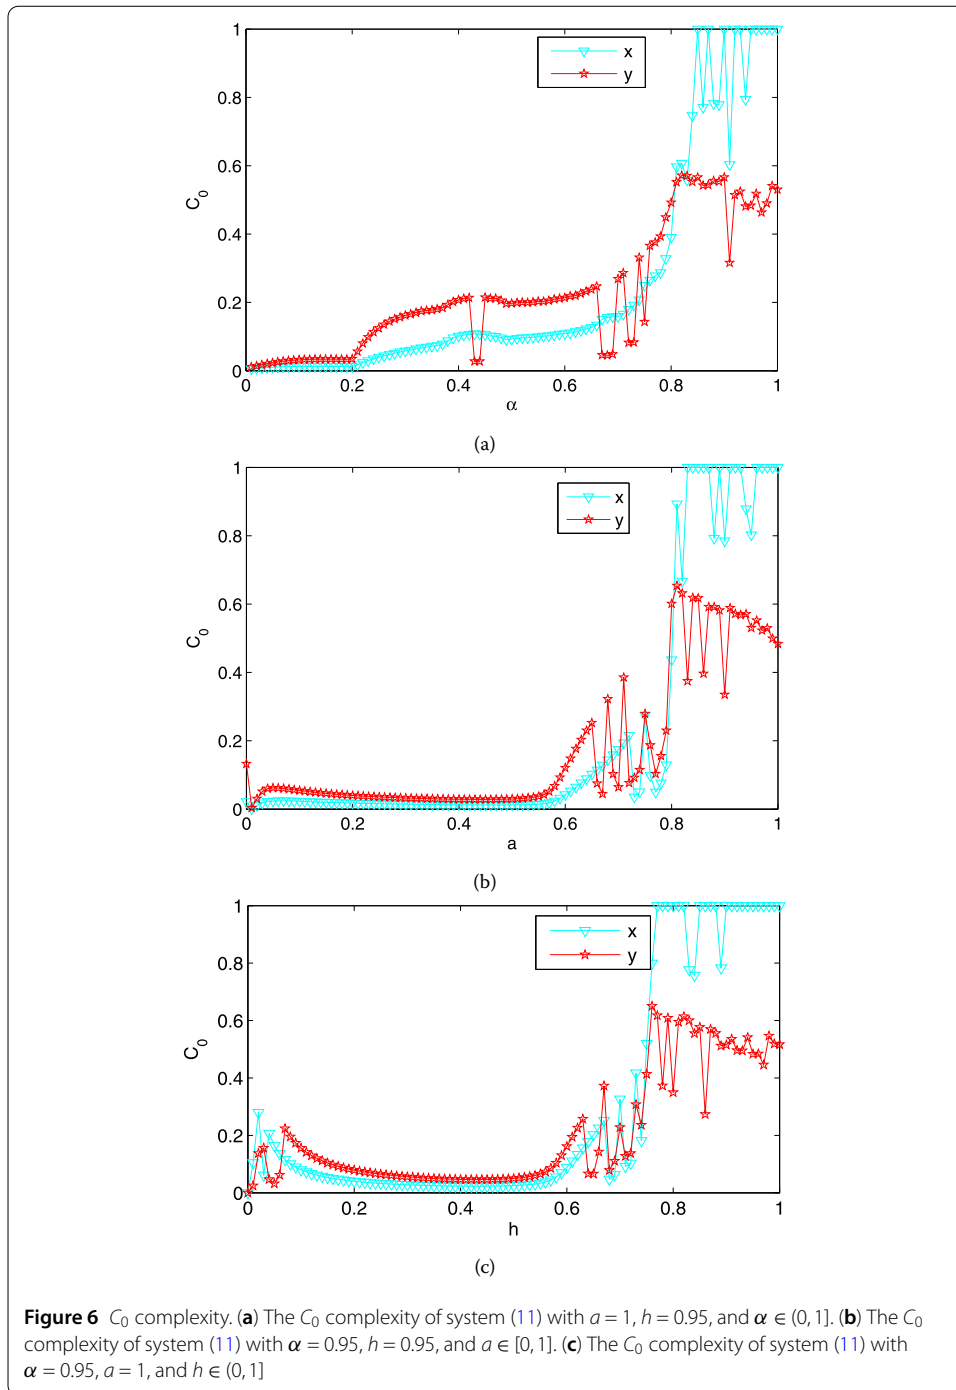 1
x
y
0.8
0.6
C0
0.4
0.2
0
0 0.2 0.4 0.6 0.8 1
α
(a)
1
x
y
0.8
0.6
C0
0.4
0.2
0
0 0.2 0.4 0.6 0.8 1
a
(b)
1
x
y
0.8
0.6
C0
0.4
0.2
0
0 0.2 0.4 0.6 0.8 1
h
(c)
Figure 6 C0 complexity. (a) The C0 complexity of system (11) with a = 1, h = 0.95, and α ∈ (0, 1]. (b) The C0
complexity of system (11) with α = 0.95, h = 0.95, and a ∈ [0, 1]. (c) The C0 complexity of system (11) with
α = 0.95, a = 1, and h ∈ (0, 1]